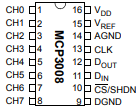 CH0 1 16 VDD
CH1 2 15 VREF
CH2 3 14 AGND
CH3 4 13 CLK
CH4 5 12 DOUT
CH5 6 11 DIN
CH6 7 10 CS/SHDN
CH7 8 9 DGND
MCP3008